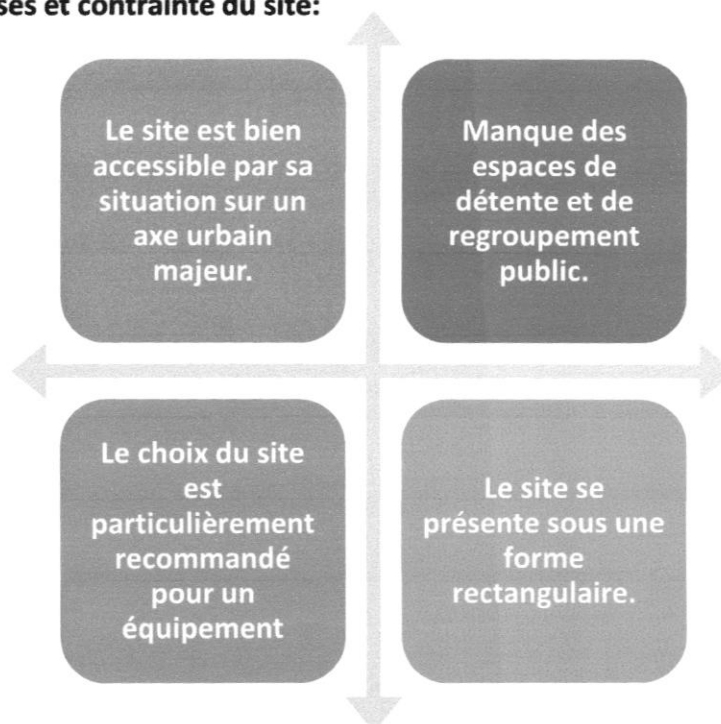 et contrainte du site:
Le site est bien
accessible par sa
situation sur un
axe urbain
majeur.
Manque des
espaces de
détente et de
regroupement
public.
Le choix du site
est
particulièrement
recommandé
pour un
équipement
Le site se
présente sous une
forme
rectangulaire.